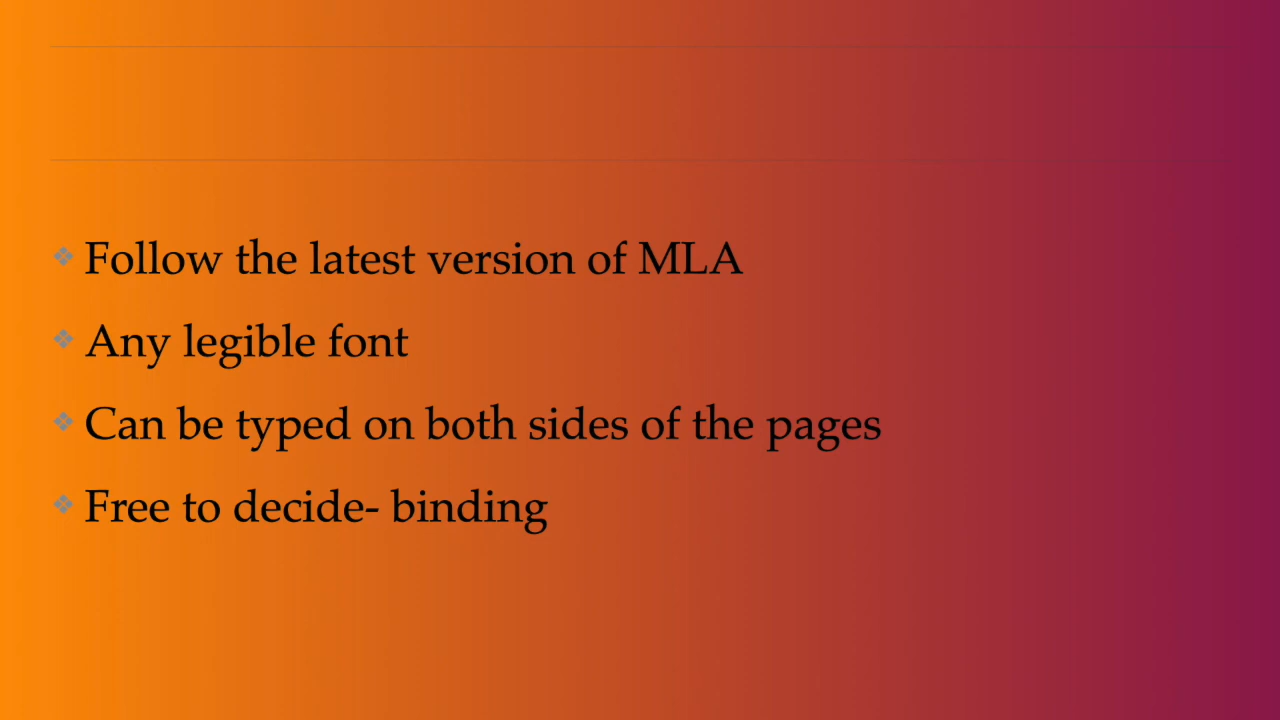 ❖ Follow the latest version of MLA
❖ Any legible font
❖ Can be typed on both sides of the pages
❖ Free to decide- binding